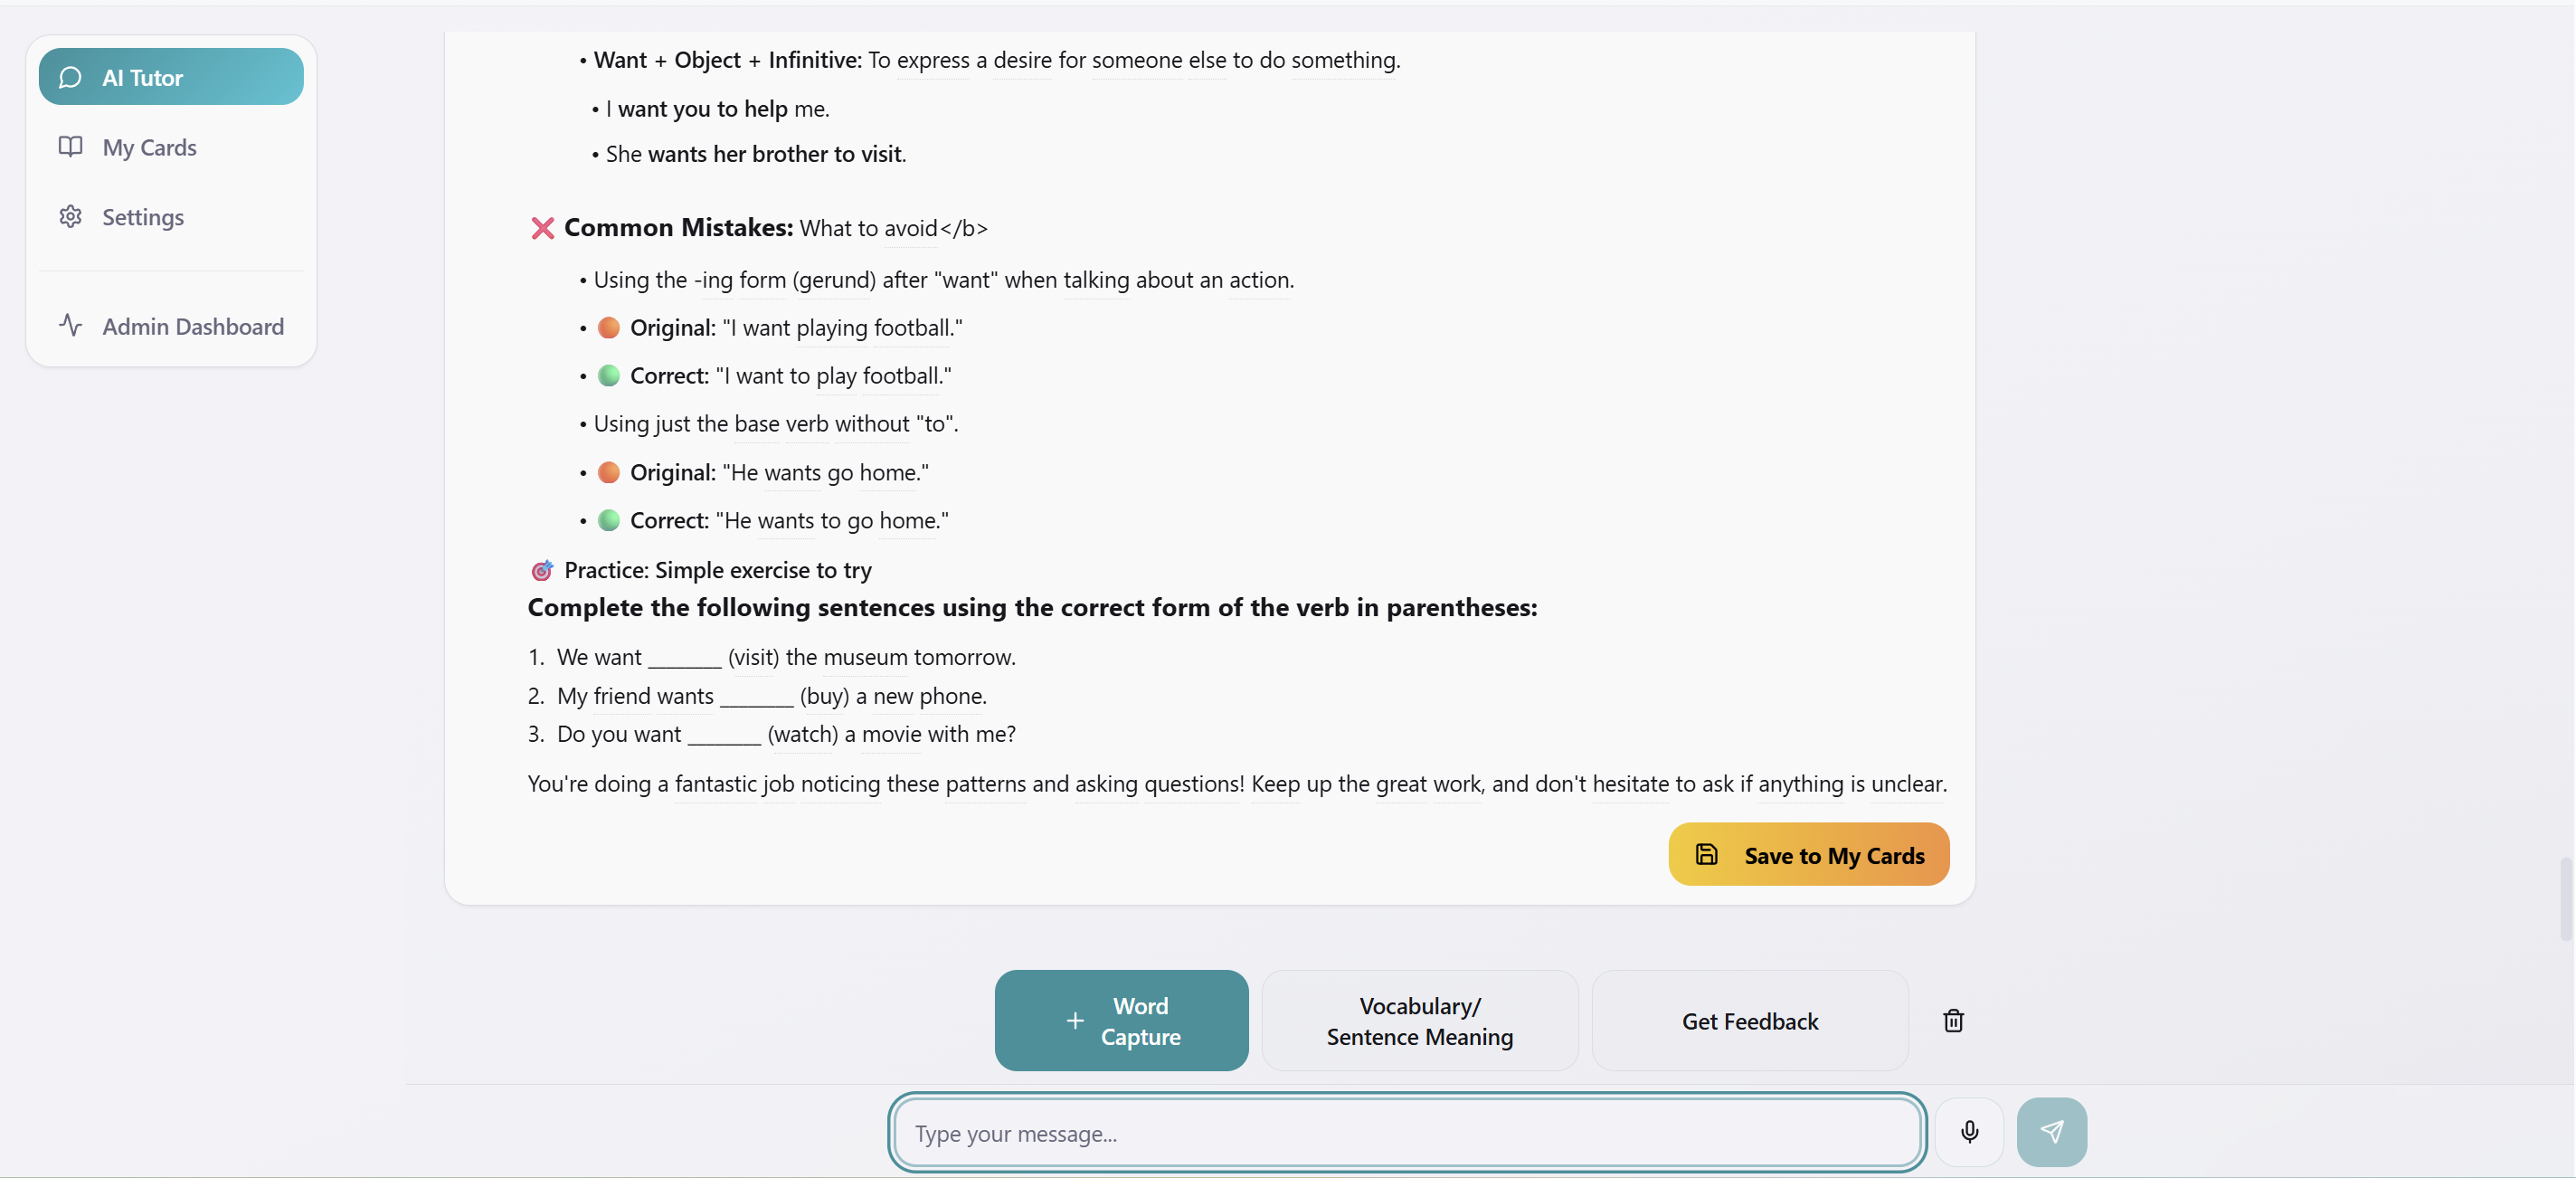 AI Tutor
My Cards
Settings
Admin Dashboard
• Want + Object + Infinitive: To express a desire for someone else to do something.
• I want you to help me.
• She wants her brother to visit.
❌ Common Mistakes: What to avoid</b>
• Using the -ing form (gerund) after "want" when talking about an action.
• 🔴 Original: "I want playing football."
• 🟢 Correct: "I want to play football."
• Using just the base verb without "to".
• 🔴 Original: "He wants go home."
• 🟢 Correct: "He wants to go home."
🎯 Practice: Simple exercise to try
Complete the following sentences using the correct form of the verb in parentheses:
1. We want ______ (visit) the museum tomorrow.
2. My friend wants ______ (buy) a new phone.
3. Do you want ______ (watch) a movie with me?
You're doing a fantastic job noticing these patterns and asking questions! Keep up the great work, and don't hesitate to ask if anything is unclear.
Save to My Cards
+ Word
Capture
Vocabulary/
Sentence Meaning
Get Feedback
Type your message...